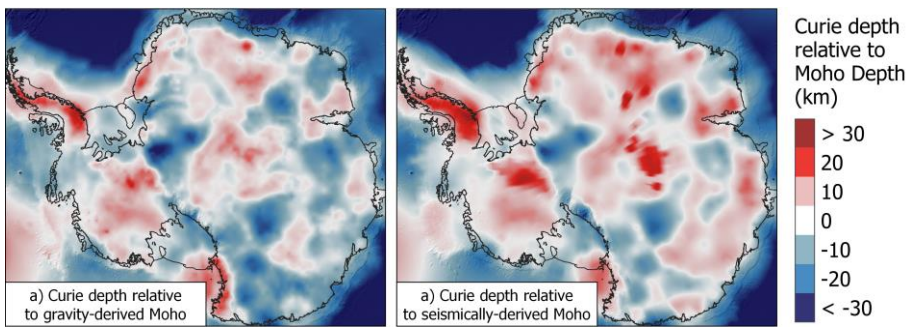 a) Curie depth relative
to gravity-derived Moho
a) Curie depth relative
to seismically-derived Moho
Curie depth
relative to
Moho Depth
(km)
> 30
20
10
0
-10
-20
< -30